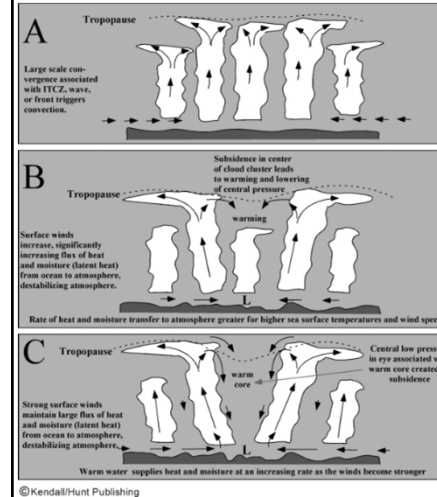 Tropopause
A
Large scale con-
vergence associated
with ITCZ, wave,
or front triggers
convection.
B
Subsidence in center
of cloud cluster leads
to warming and lowering
of central pressure
Tropopause
warming
Surface winds
increase, significantly
increasing flux of heat
and moisture (latent heat)
from ocean to atmosphere,
destabilizing atmosphere.
L
Rate of heat and moisture transfer to atmosphere greater for higher sea surface temperatures and wind spee
C
Tropopause
Central low press
in eye associated w
warm core created
subsidence
warm
core
Strong surface winds
maintain large flux of heat
and moisture (latent heat)
from ocean to atmosphere,
destabilizing atmosphere.
L
Warm water supplies heat and moisture at an increasing rate as the winds become stronger
©Kendall/Hunt Publishing